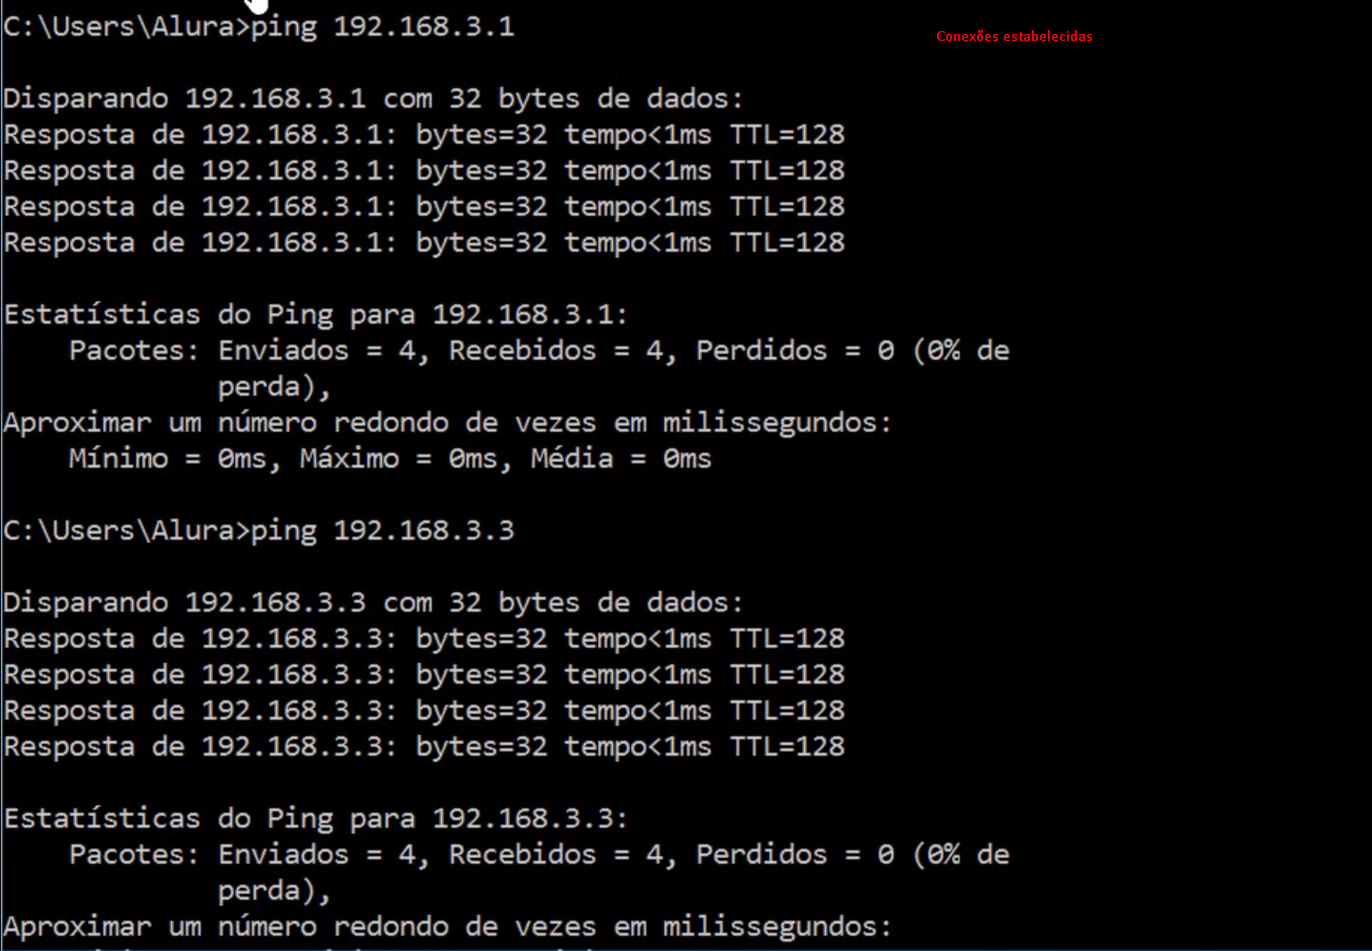 C:\Users\Alura>ping 192.168.3.1
Conexões estabelecidas
Disparando 192.168.3.1 com 32 bytes de dados:
Resposta de 192.168.3.1: bytes=32 tempo<1ms TTL=128
Resposta de 192.168.3.1: bytes=32 tempo<1ms TTL=128
Resposta de 192.168.3.1: bytes=32 tempo<1ms TTL=128
Resposta de 192.168.3.1: bytes=32 tempo<1ms TTL=128
Estatísticas do Ping para 192.168.3.1:
Pacotes: Enviados = 4, Recebidos = 4, Perdidos = 0 (0% de
perda),
Aproximar um número redondo de vezes em milissegundos:
Mínimo = 0ms, Máximo = 0ms, Média = 0ms
C:\Users\Alura>ping 192.168.3.3
Disparando 192.168.3.3 com 32 bytes de dados:
Resposta de 192.168.3.3: bytes=32 tempo<1ms TTL=128
Resposta de 192.168.3.3: bytes=32 tempo<1ms TTL=128
Resposta de 192.168.3.3: bytes=32 tempo<1ms TTL=128
Resposta de 192.168.3.3: bytes=32 tempo<1ms TTL=128
Estatísticas do Ping para 192.168.3.3:
Pacotes: Enviados = 4, Recebidos = 4, Perdidos = 0 (0% de
perda),
Aproximar um número redondo de vezes em milissegundos: